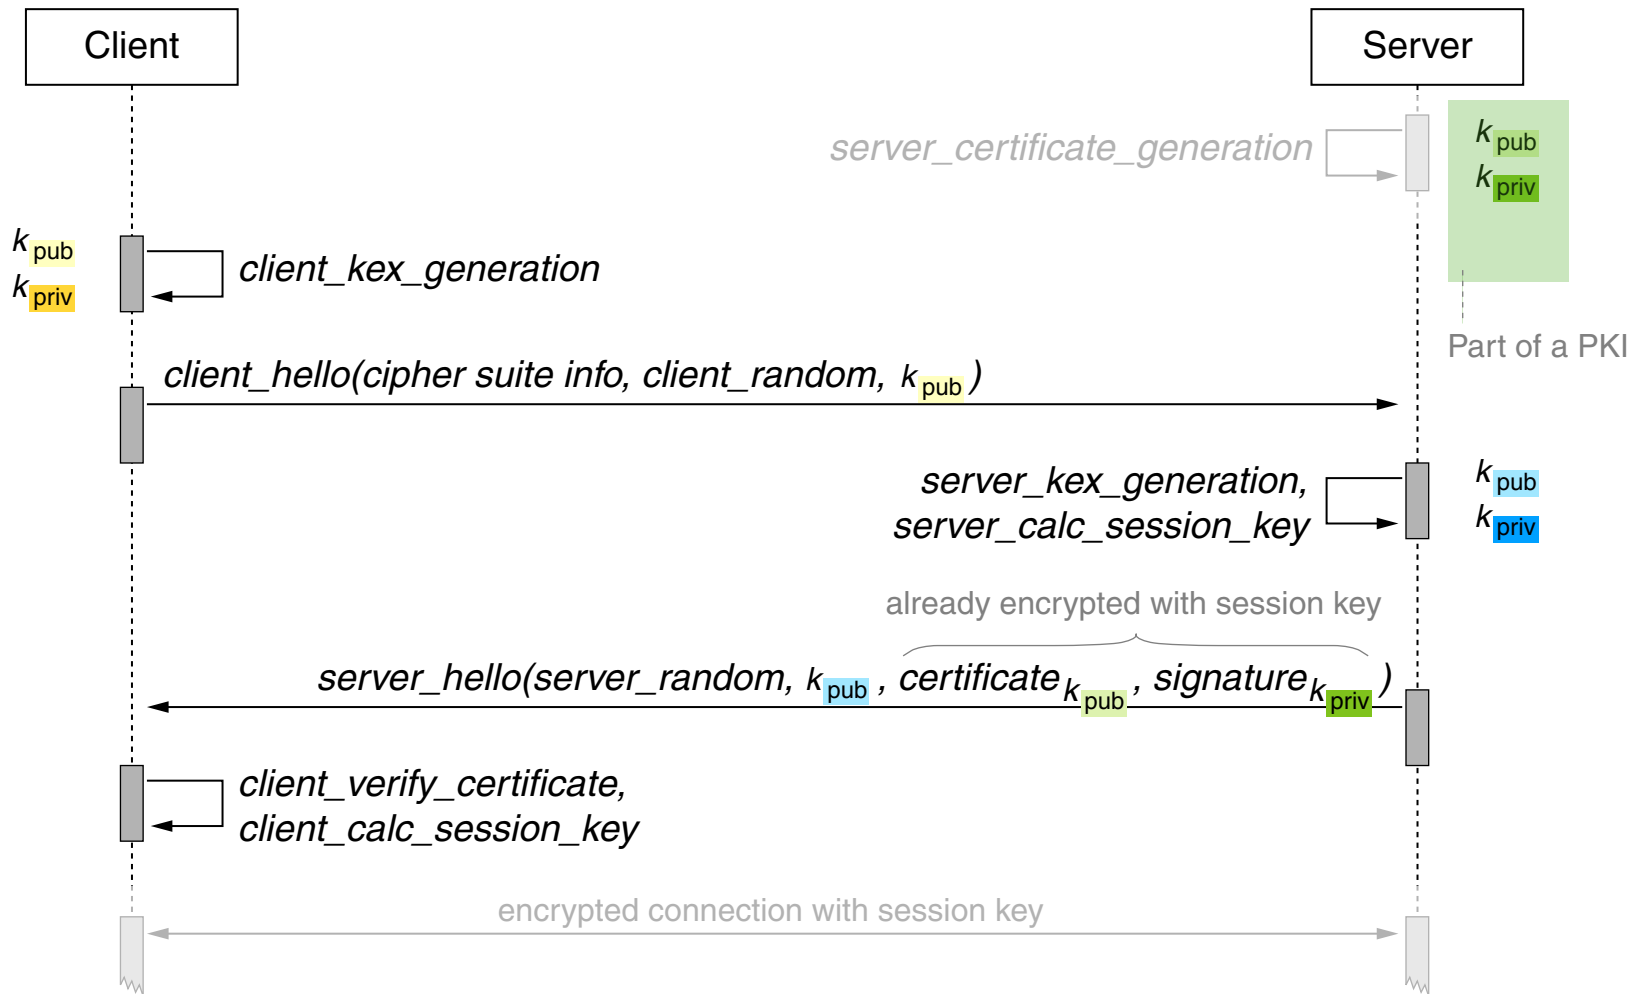 Client
Server
server_certificate_generation
k pub
k priv
k pub
k priv
client_kex_generation
Part of a PKI
client_hello(cipher suite info, client_random, k pub )
server_kex_generation,
server_calc_session_key
k pub
k priv
already encrypted with session key
server_hello(server_random, k pub , certificate k pub , signature k priv )
client_verify_certificate,
client_calc_session_key
encrypted connection with session key